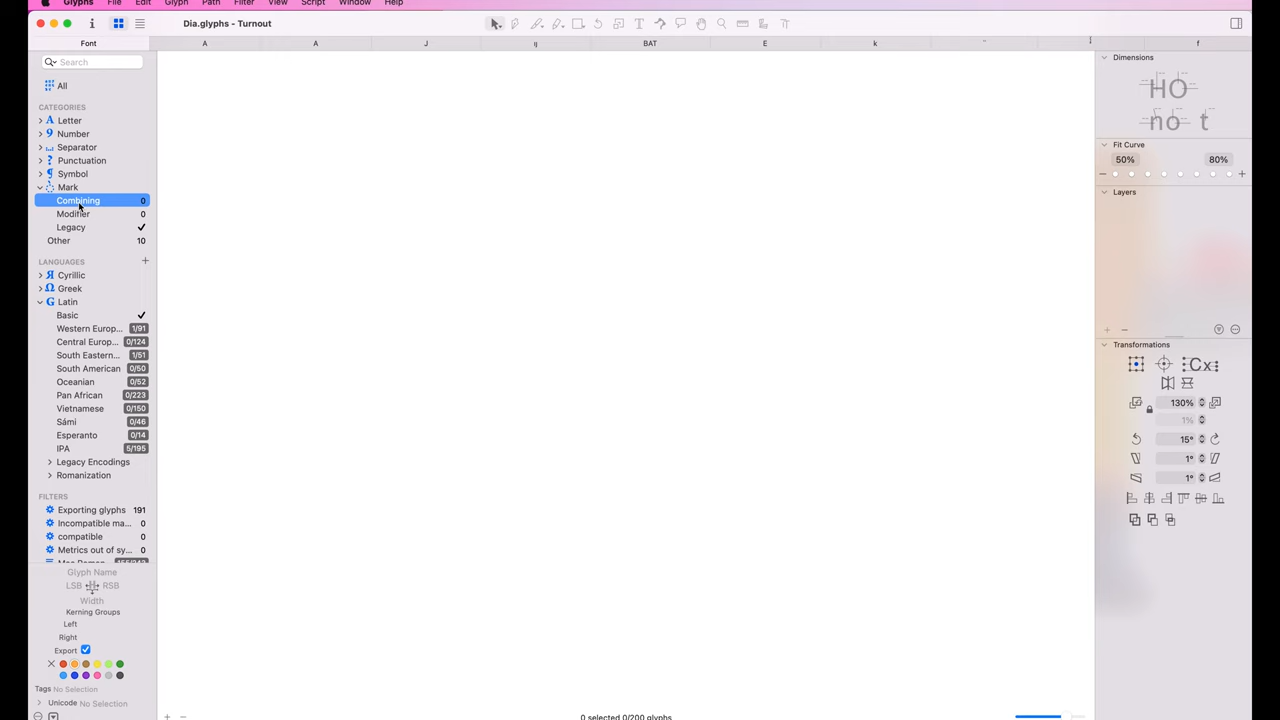 Glyphs File Edit Glyph Path Filter View Script Window Help
Dia.glyphs - Turnout
Font A A J ŋ BAT E k f
Search
All
CATEGORIES
Letter
Number
Separator
Punctuation
Symbol
Mark
Combining 0
Modifier 0
Legacy
Other 10
LANGUAGES
Cyrillic
Greek
Latin
Basic
Western Europ... 1/91
Central Europ... 0/124
South Eastern... 1/51
South American 0/50
Oceanian 0/52
Pan African 0/223
Vietnamese 0/150
Sámi 0/46
Esperanto 0/14
IPA 5/195
Legacy Encodings
Romanization
FILTERS
Exporting glyphs 191
Incompatible ma... 0
compatible 0
Metrics out of sy... 0
Glyph Name
LSB RSB
Width
Kerning Groups
Left
Right
Export
Tags No Selection
Unicode No Selection
0 selected 0/200 glyphs
Dimensions
HO
no t
Fit Curve
50% 80%
Layers
Transformations
Cx
130%
1%
15°
1°
1°